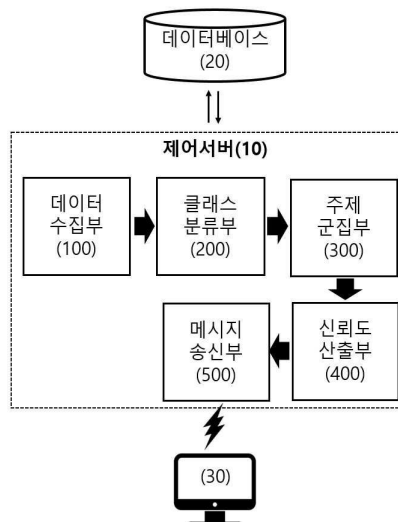 데이터베이스
(20)
제어서버(10)
데이터
수집부
(100)
클래스
분류부
(200)
주제
군집부
(300)
메시지
송신부
(500)
신뢰도
산출부
(400)
(30)